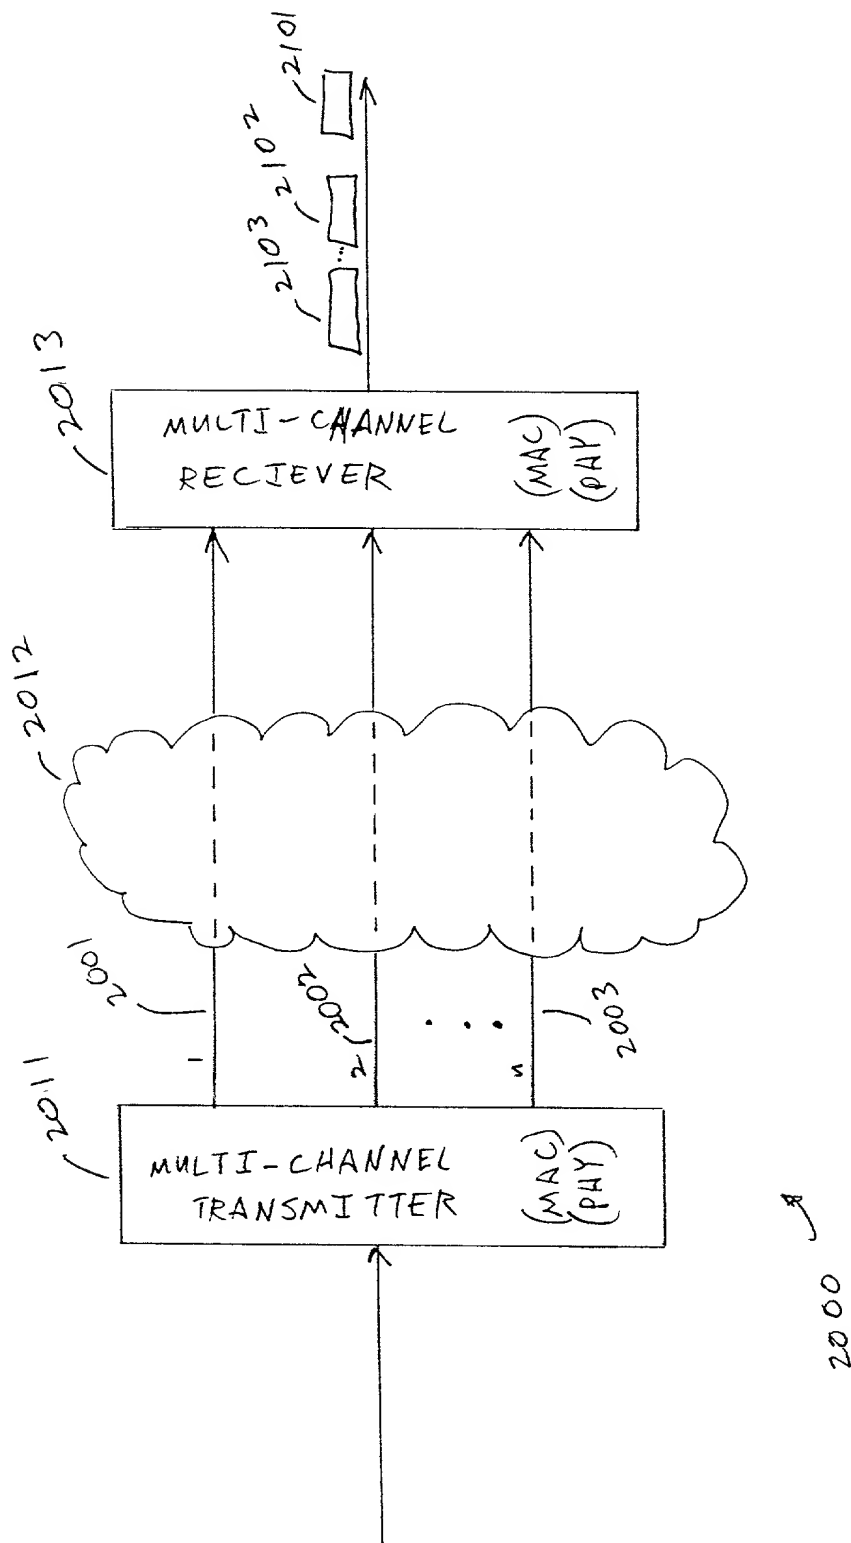 2011
MULTI-CHANNEL
TRANSMITTER
(MAC)
(PHY)
1
2001
2
2002
...
n
2003
2012
2013
MULTI-CHANNEL
RECIEVER
(MAC)
(PHY)
2103
...
2102
2101
2000